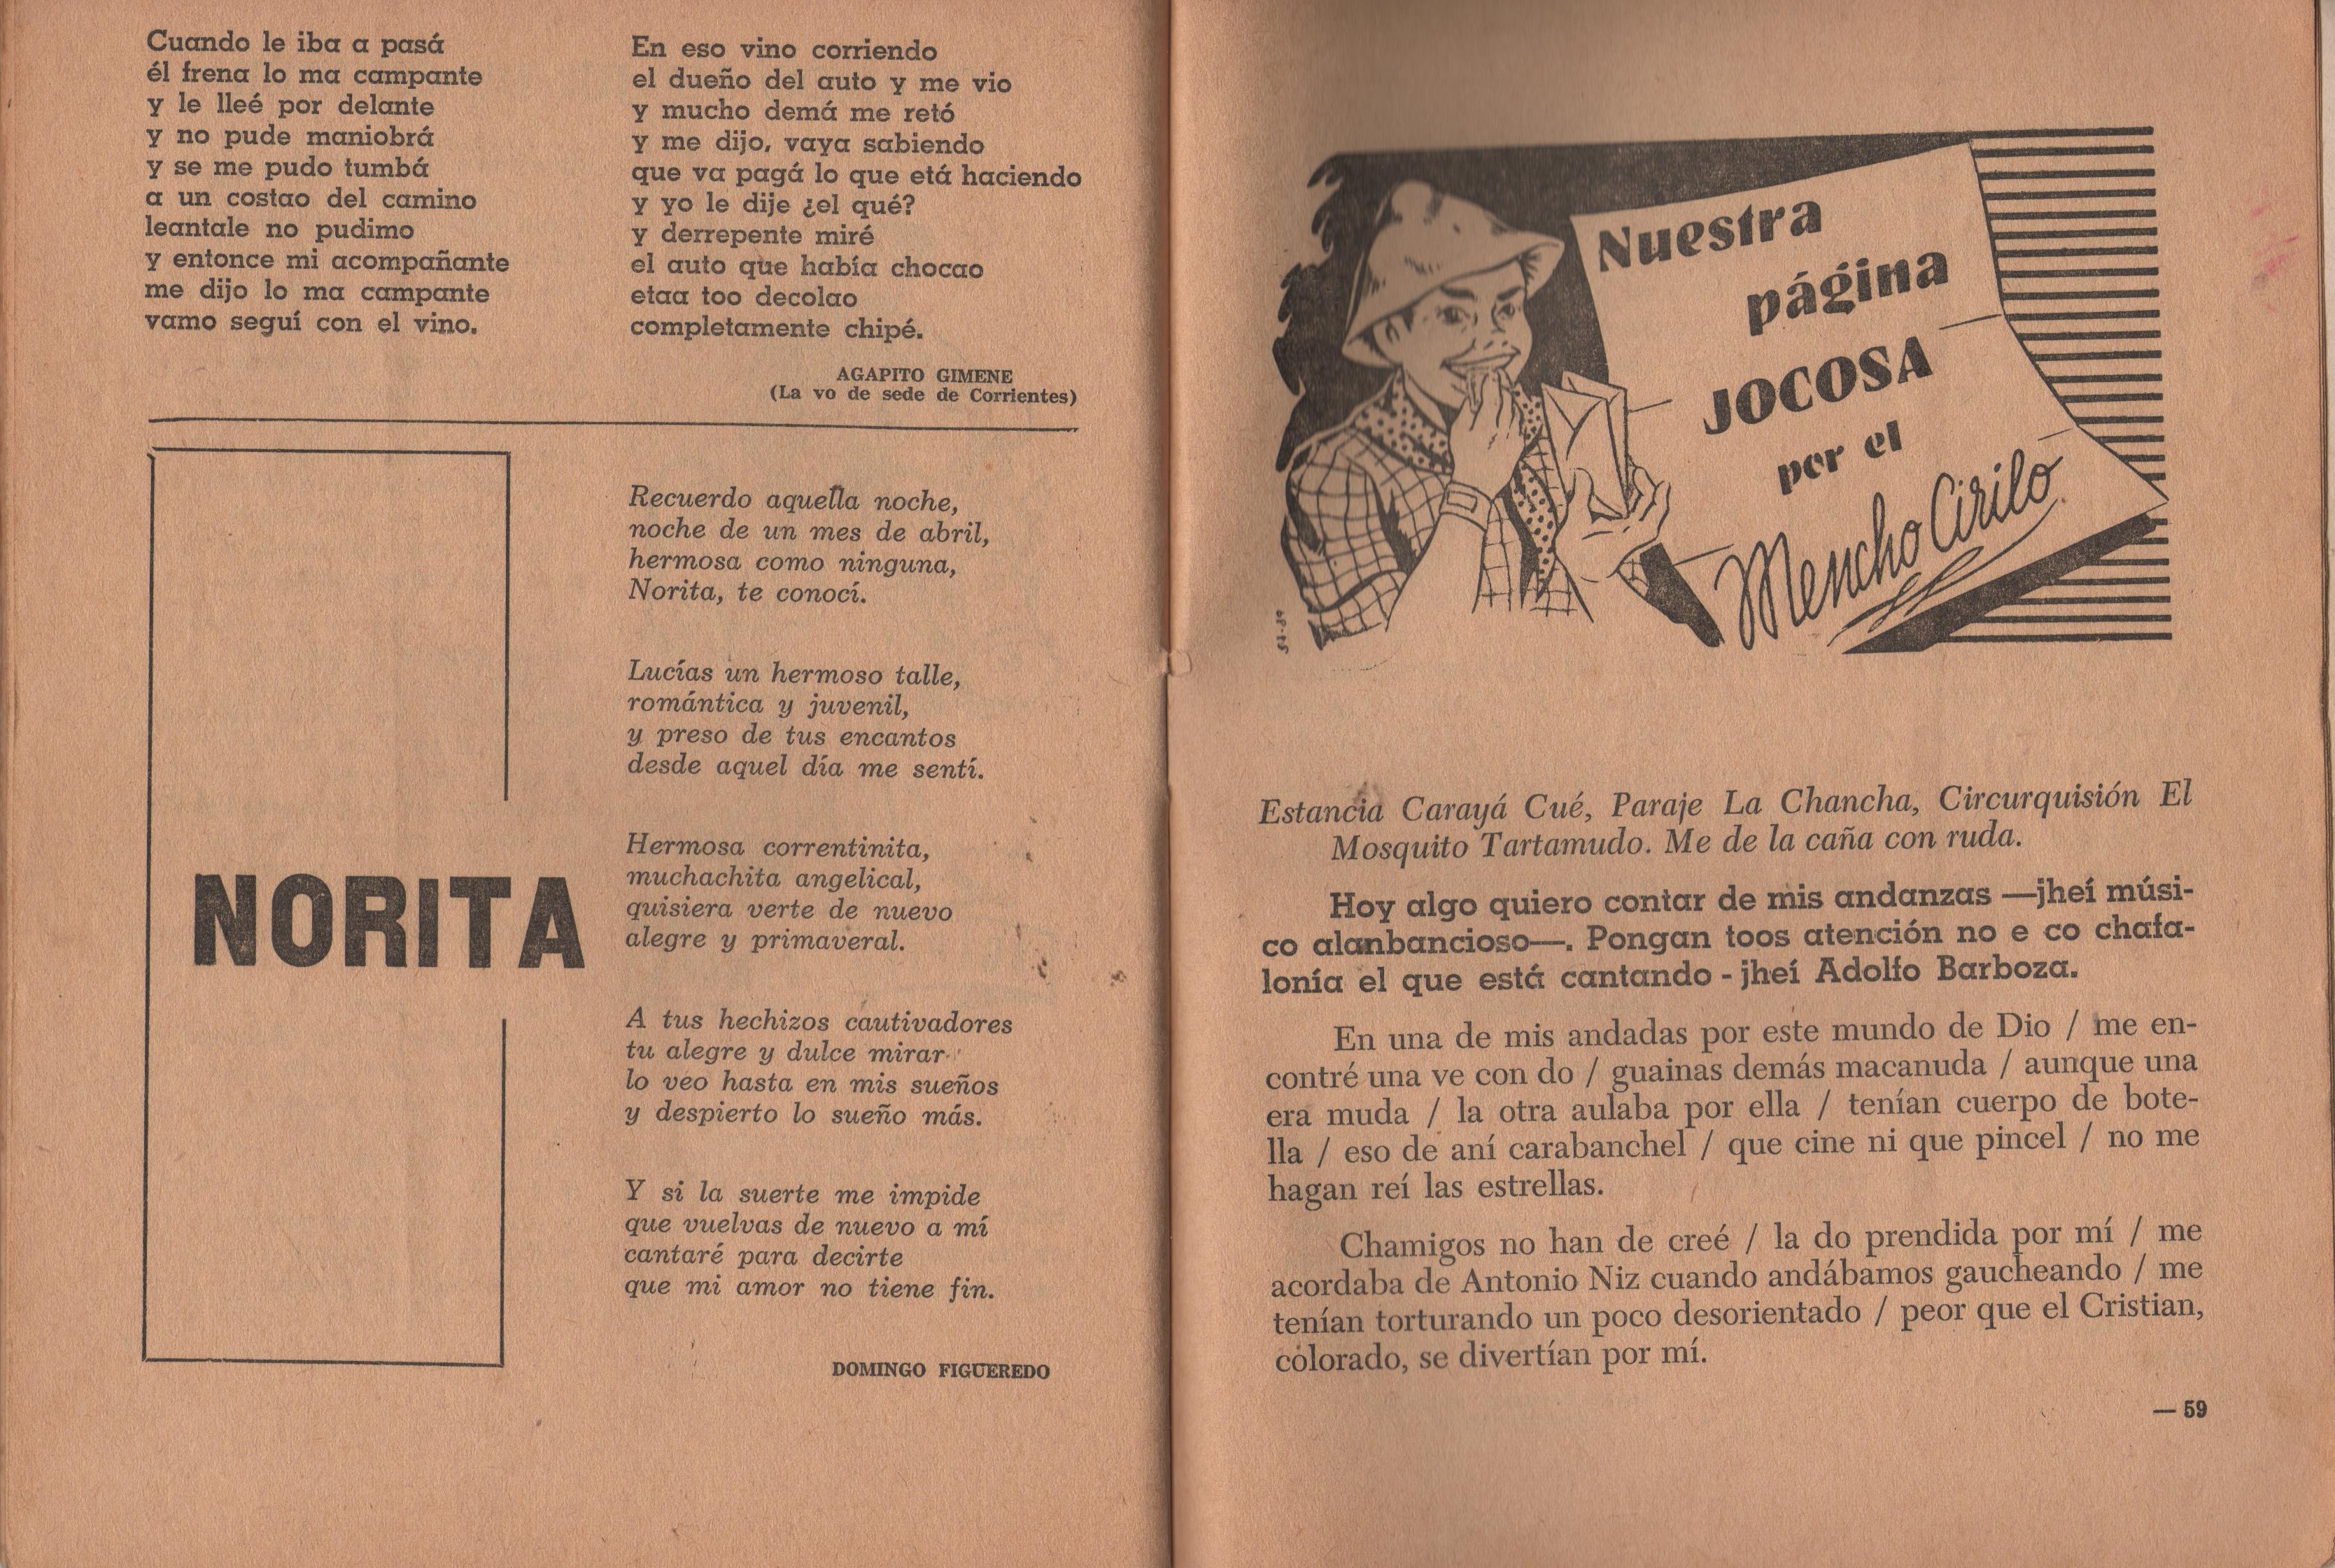 Cuando le iba a pasá
él frena lo ma campante
y le lleé por delante
y no pude maniobrá
y se me pudo tumbá
a un costao del camino
leantale no pudimo
y entonce mi acompañante
me dijo lo ma campante
vamo seguí con el vino.
En eso vino corriendo
el dueño del auto y me vio
y mucho demá me retó
y me dijo, vaya sabiendo
que va pagá lo que etá haciendo
y yo le dije ¿el qué?
y derrepente miré
el auto que había chocao
etaa too decolao
completamente chipé.
AGAPITO GIMENE
(La vo de sede de Corrientes)
NORITA
Recuerdo aquella noche,
noche de un mes de abril,
hermosa como ninguna,
Norita, te conocí.
Lucías un hermoso talle,
romántica y juvenil,
y preso de tus encantos
desde aquel día me sentí.
Hermosa correntinita,
muchachita angelical,
quisiera verte de nuevo
alegre y primaveral.
A tus hechizos cautivadores
tu alegre y dulce mirar
lo veo hasta en mis sueños
y despierto lo sueño más.
Y si la suerte me impide
que vuelvas de nuevo a mí
cantaré para decirte
que mi amor no tiene fin.
DOMINGO FIGUEREDO
Nuestra
página
JOCOSA
por el
Mencho Cirilo
Estancia Carayá Cué, Paraje La Chancha, Circurquisión El
Mosquito Tartamudo. Me de la caña con ruda.
Hoy algo quiero contar de mis andanzas —jheí músi-
co alanbancioso—. Pongan toos atención no e co chafa-
lonía el que está cantando - jheí Adolfo Barboza.
En una de mis andadas por este mundo de Dio / me en-
contré una ve con do / guainas demás macanuda / aunque una
era muda / la otra aulaba por ella / tenían cuerpo de bote-
lla / eso de aní carabanchel / que cine ni que pincel / no me
hagan reí las estrellas.
Chamigos no han de creé / la do prendida por mí / me
acordaba de Antonio Niz cuando andábamos gaucheando / me
tenían torturando un poco desorientado / peor que el Cristian,
colorado, se divertían por mí.
— 59